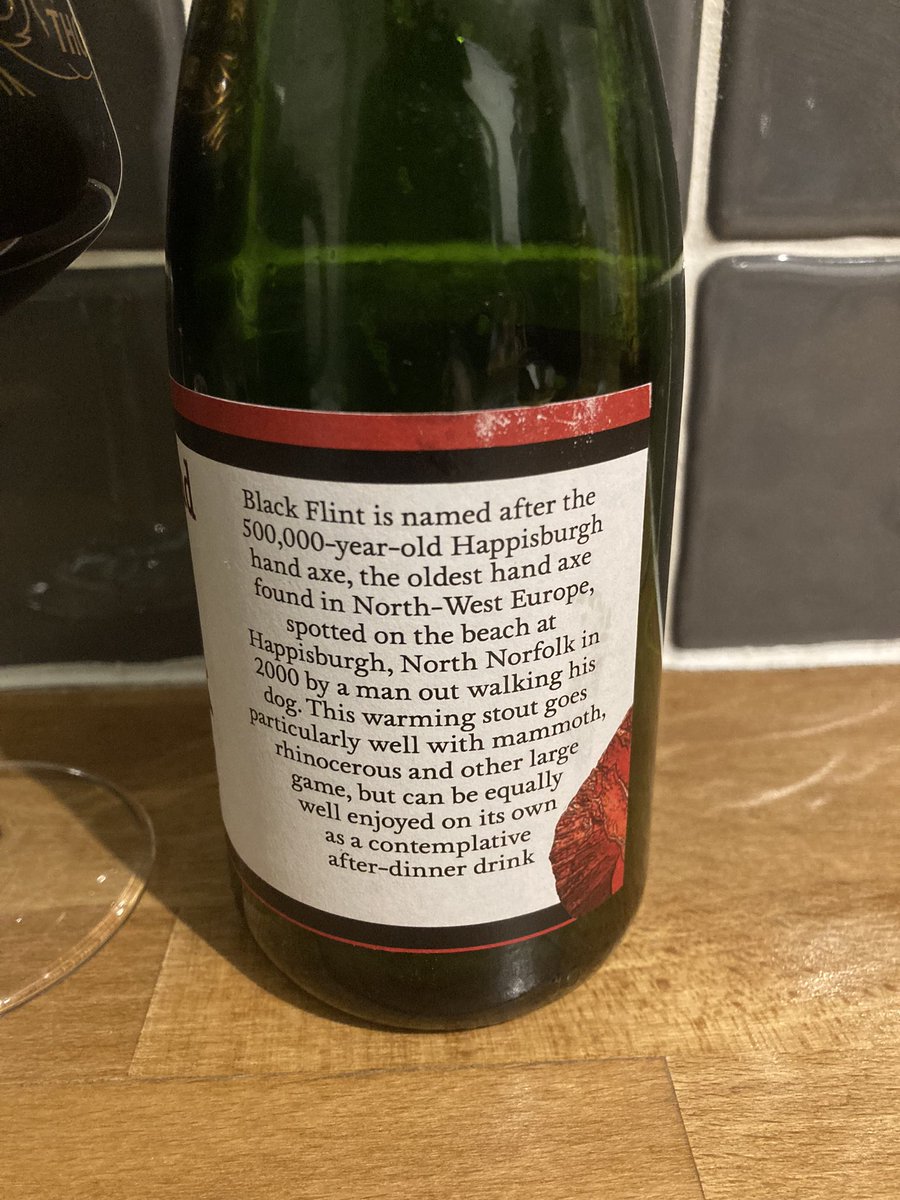 TH
d
Black Flint is named after the
500,000-year-old Happisburgh
hand axe, the oldest hand axe
found in North-West Europe,
spotted on the beach at
Happisburgh, North Norfolk in
2000 by a man out walking his
dog. This warming stout goes
particularly well with mammoth,
rhinocerous and other large
game, but can be equally
well enjoyed on its own
as a contemplative
after-dinner drink